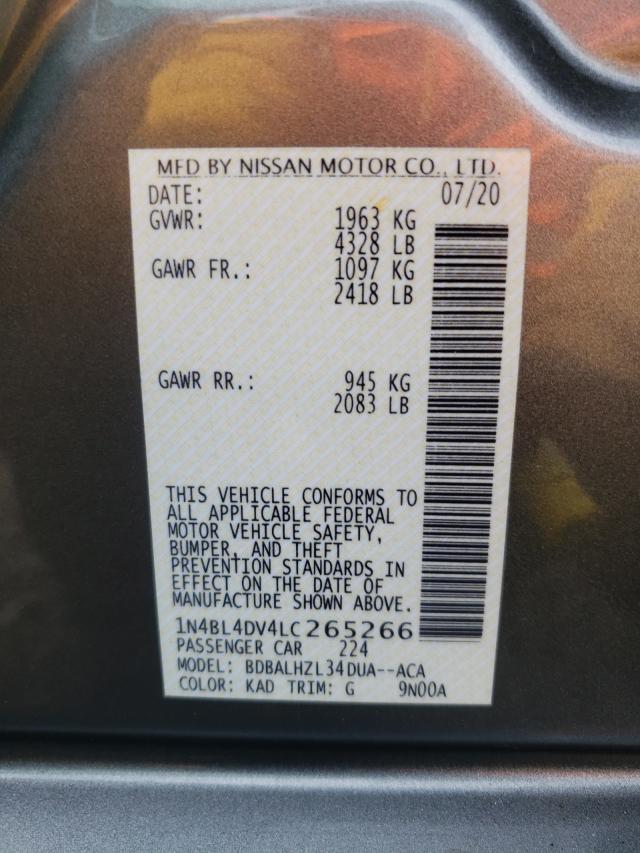 MFD BY NISSAN MOTOR CO., LTD.
DATE: 07/20
GVWR: 1963 KG
4328 LB
GAWR FR.: 1097 KG
2418 LB
GAWR RR.: 945 KG
2083 LB
THIS VEHICLE CONFORMS TO
ALL APPLICABLE FEDERAL
MOTOR VEHICLE SAFETY,
BUMPER, AND THEFT
PREVENTION STANDARDS IN
EFFECT ON THE DATE OF
MANUFACTURE SHOWN ABOVE.
1N4BL4DV4LC265266
PASSENGER CAR 224
MODEL: BDBALHZL34DUA--ACA
COLOR: KAD TRIM: G 9N00A